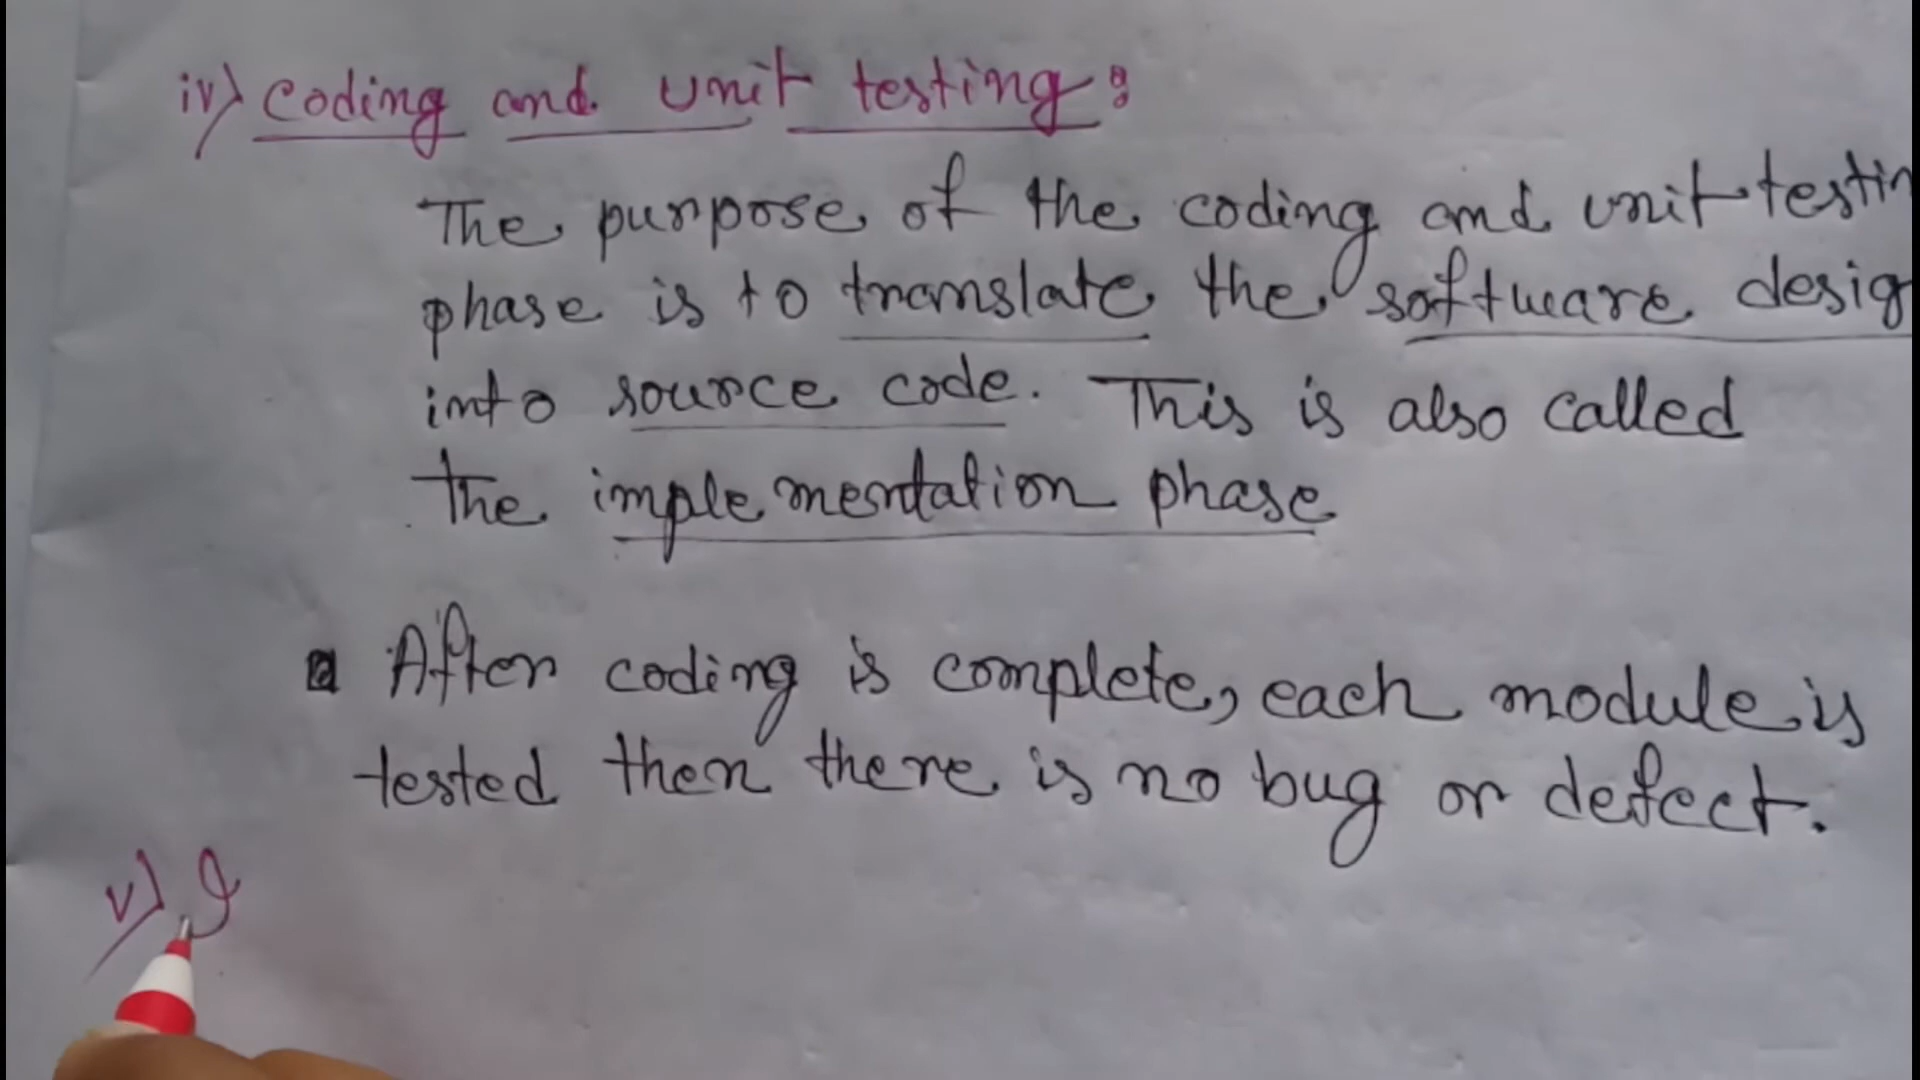 iv) Coding and unit testing:
The purpose of the coding and unit testin
phase is to translate the software desig
into source code. This is also called
the implementation phase
After coding is complete, each module is
tested then there is no bug or defect.
v) I